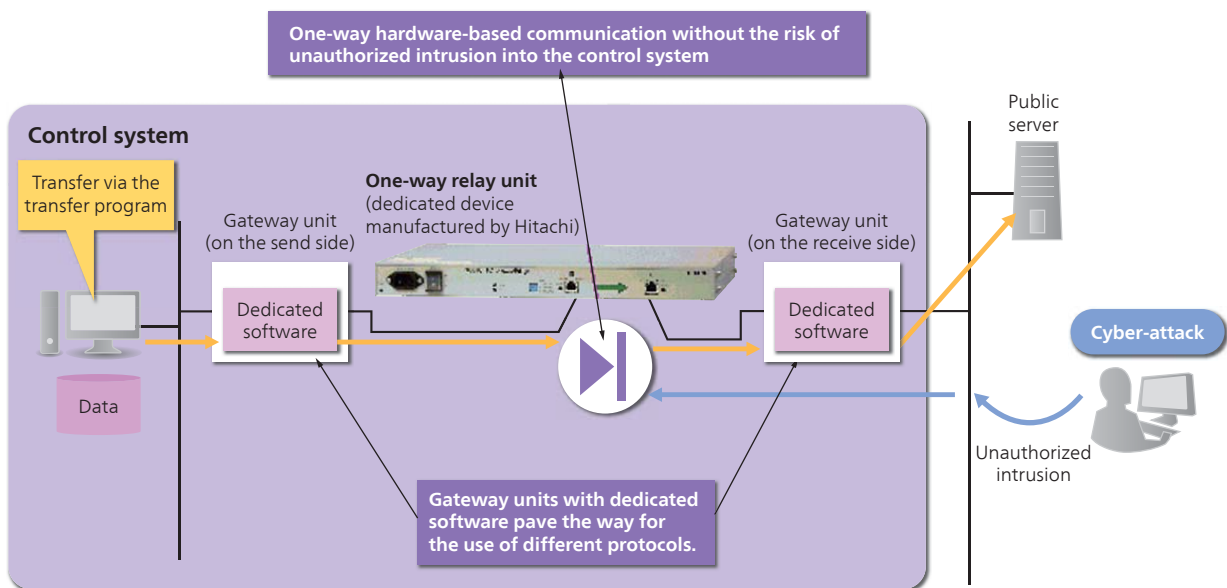 One-way hardware-based communication without the risk of
unauthorized intrusion into the control system
Control system
Transfer via the
transfer program
Data
Gateway unit
(on the send side)
Dedicated
software
One-way relay unit
(dedicated device
manufactured by Hitachi)
Gateway unit
(on the receive side)
Dedicated
software
Gateway units with dedicated
software pave the way for
the use of different protocols.
Public
server
Cyber-attack
Unauthorized
intrusion